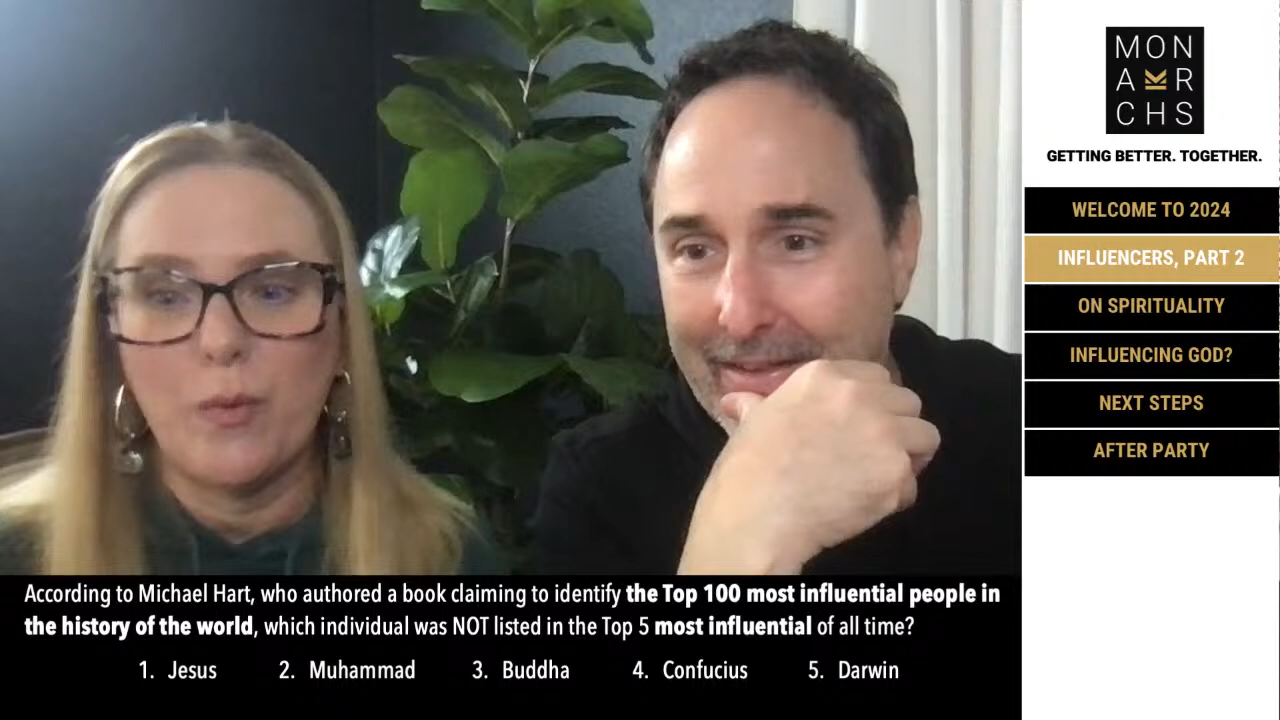 MON
A R
CHS
GETTING BETTER. TOGETHER.
WELCOME TO 2024
INFLUENCERS, PART 2
ON SPIRITUALITY
INFLUENCING GOD?
NEXT STEPS
AFTER PARTY
According to Michael Hart, who authored a book claiming to identify the Top 100 most influential people in
the history of the world, which individual was NOT listed in the Top 5 most influential of all time?
1. Jesus 2. Muhammad 3. Buddha 4. Confucius 5. Darwin